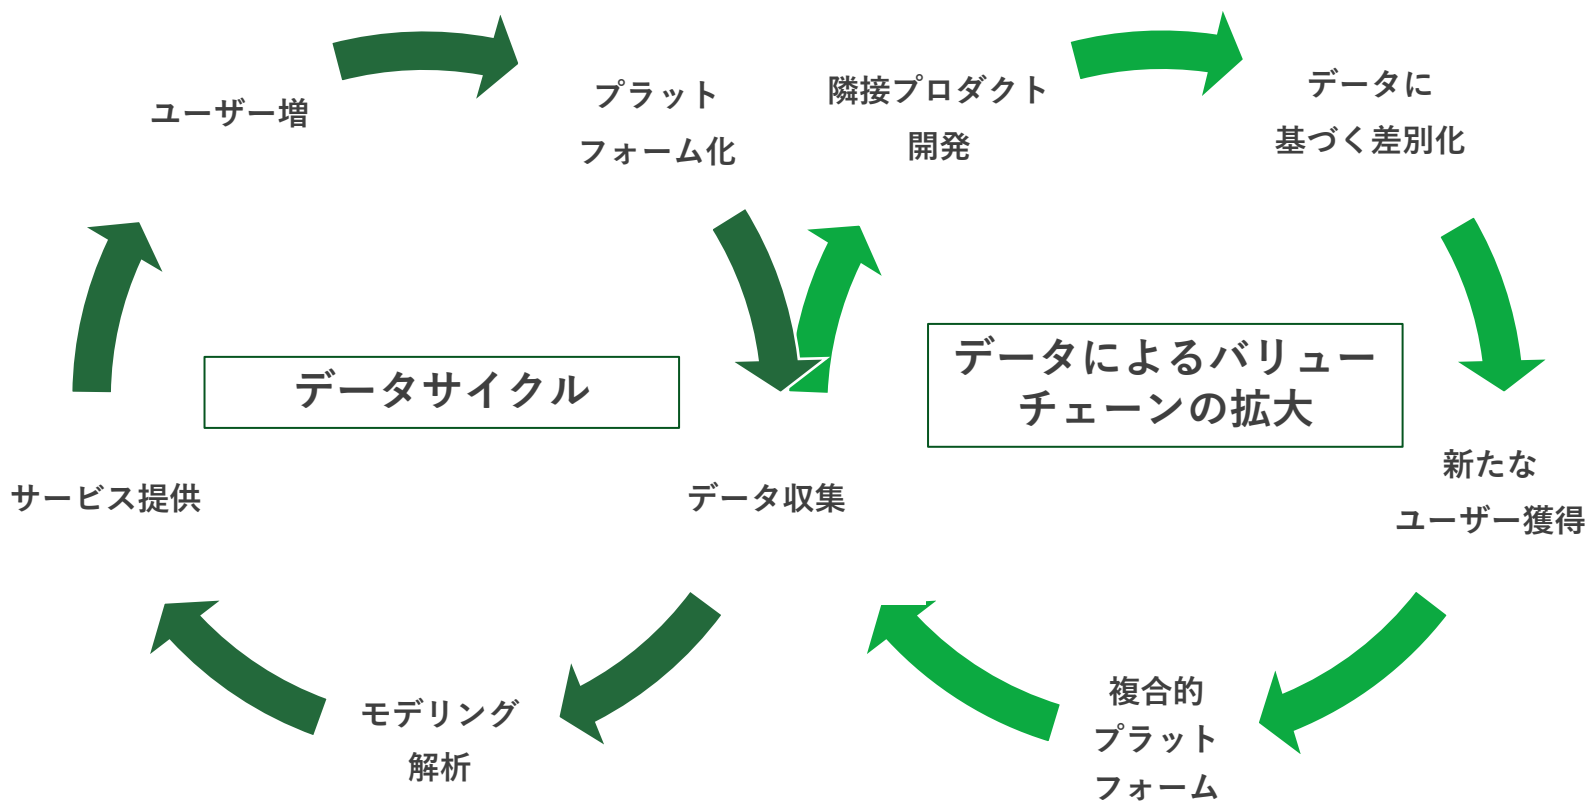 ユーザー増
プラット
フォーム化
隣接プロダクト
開発
データに
基づく差別化
データサイクル
データによるバリュー
チェーンの拡大
サービス提供
データ収集
新たな
ユーザー獲得
モデリング
解析
複合的
プラット
フォーム